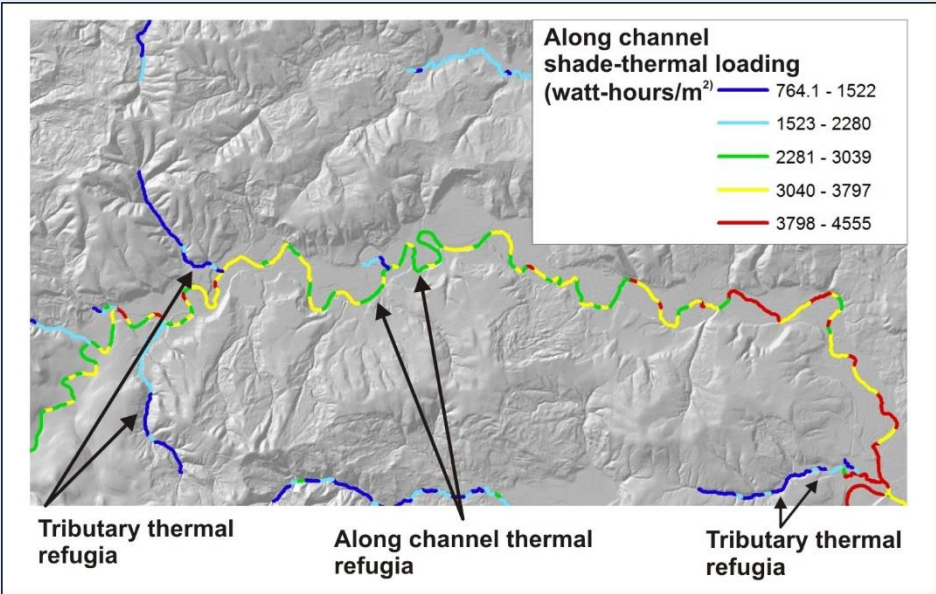 Along channel
shade-thermal loading
(watt-hours/m²)
764.1 - 1522
1523 - 2280
2281 - 3039
3040 - 3797
3798 - 4555
Tributary thermal
refugia
Along channel thermal
refugia
Tributary thermal
refugia